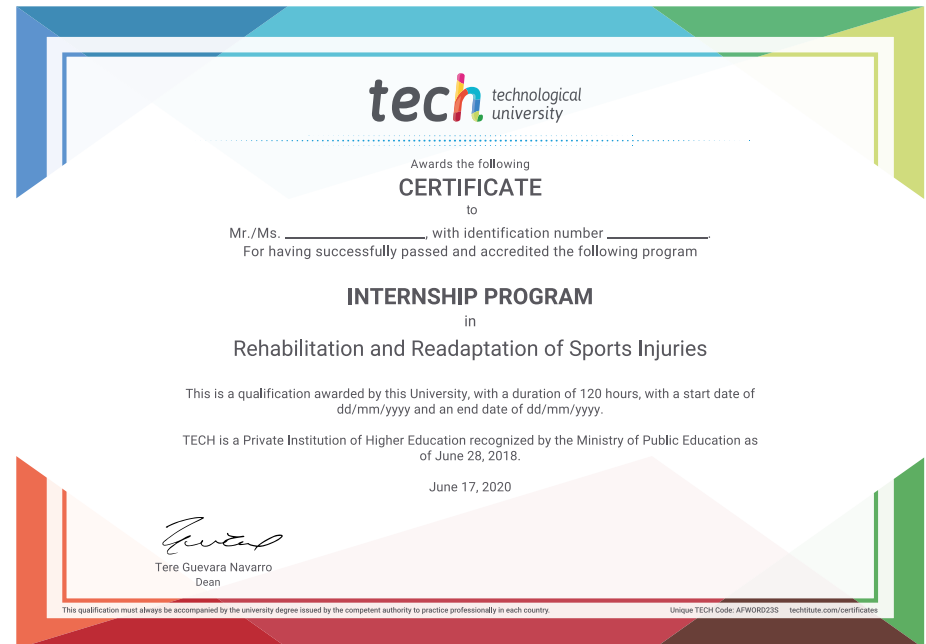 tech technological
university
Awards the following
CERTIFICATE
to
Mr./Ms. ____________________, with identification number ______________.
For having successfully passed and accredited the following program
INTERNSHIP PROGRAM
in
Rehabilitation and Readaptation of Sports Injuries
This is a qualification awarded by this University, with a duration of 120 hours, with a start date of
dd/mm/yyyy and an end date of dd/mm/yyyy.
TECH is a Private Institution of Higher Education recognized by the Ministry of Public Education as
of June 28, 2018.
June 17, 2020
Tere Guevara Navarro
Dean
This qualification must always be accompanied by the university degree issued by the competent authority to practice professionally in each country. Unique TECH Code: AFWORD23S techtitute.com/certificates